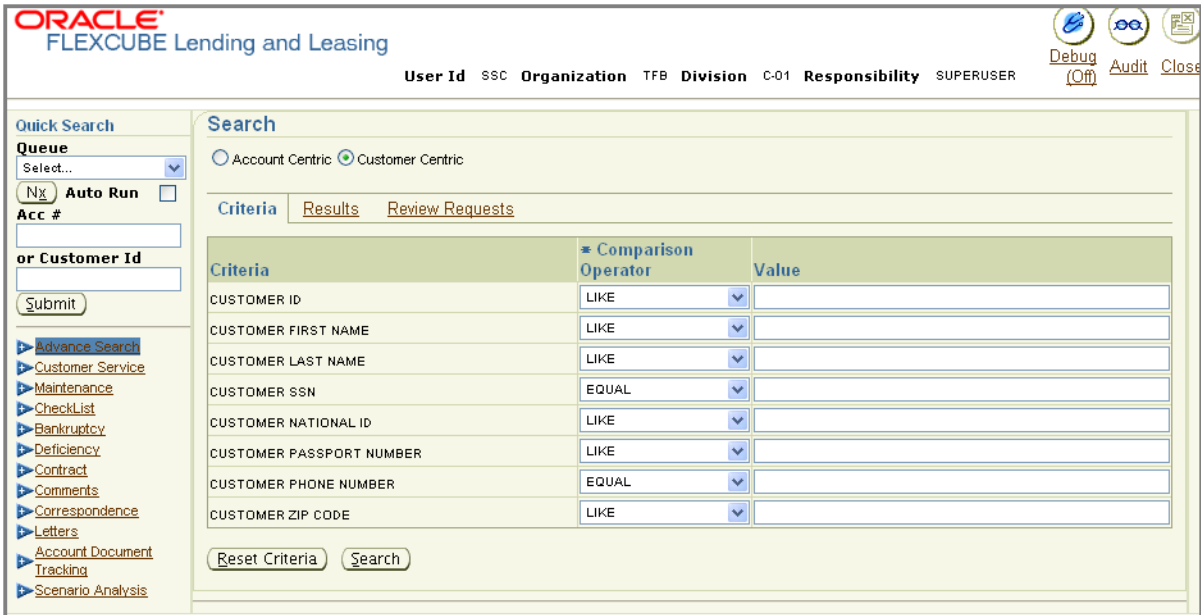 ORACLE
FLEXCUBE Lending and Leasing
User Id SSC Organization TFB Division C-01 Responsibility SUPERUSER
Debug
(Off)
Audit
Close
Quick Search
Queue
Select...
Nx Auto Run
Acc #
or Customer Id
Submit
Advance Search
Customer Service
Maintenance
CheckList
Bankruptcy
Deficiency
Contract
Comments
Correspondence
Letters
Account Document
Tracking
Scenario Analysis
Search
Account Centric Customer Centric
Criteria Results Review Requests
Criteria * Comparison Operator Value
CUSTOMER ID LIKE
CUSTOMER FIRST NAME LIKE
CUSTOMER LAST NAME LIKE
CUSTOMER SSN EQUAL
CUSTOMER NATIONAL ID LIKE
CUSTOMER PASSPORT NUMBER LIKE
CUSTOMER PHONE NUMBER EQUAL
CUSTOMER ZIP CODE LIKE
Reset Criteria Search